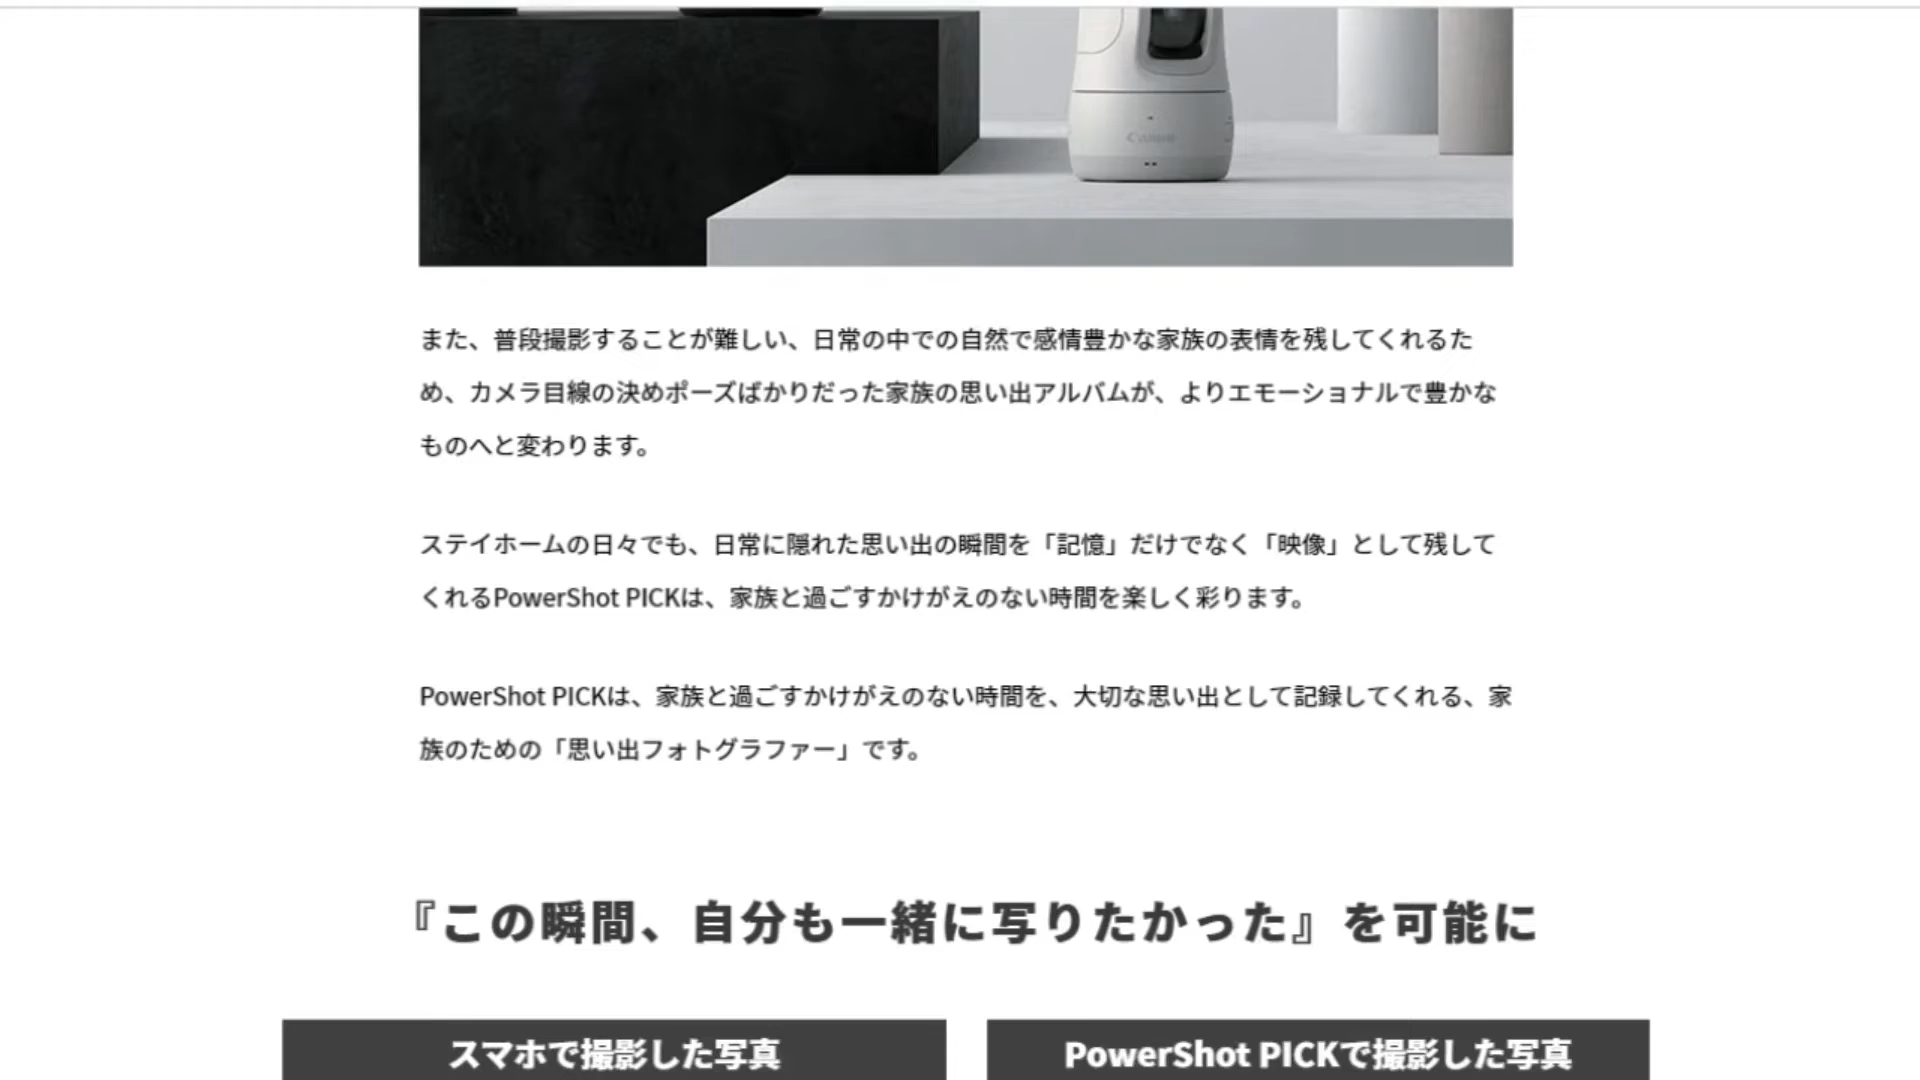 Canon
また、普段撮影することが難しい、日常の中での自然で感情豊かな家族の表情を残してくれるた
め、カメラ目線の決めポーズばかりだった家族の思い出アルバムが、よりエモーショナルで豊かな
ものへと変わります。
ステイホームの日々でも、日常に隠れた思い出の瞬間を「記憶」だけでなく「映像」として残して
くれるPowerShot PICKは、家族と過ごすかけがえのない時間を楽しく彩ります。
PowerShot PICKは、家族と過ごすかけがえのない時間を、大切な思い出として記録してくれる、家
族のための「思い出フォトグラファー」です。
『この瞬間、自分も一緒に写りたかった』を可能に
スマホで撮影した写真
PowerShot PICKで撮影した写真